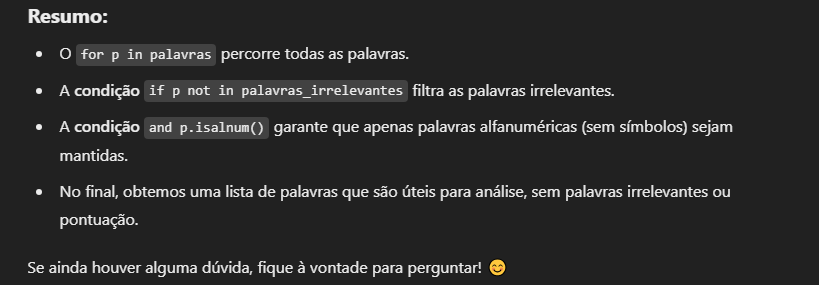 Resumo:
• O for p in palavras percorre todas as palavras.
• A condição if p not in palavras_irrelevantes filtra as palavras irrelevantes.
• A condição and p.isalnum() garante que apenas palavras alfanuméricas (sem símbolos) sejam
mantidas.
• No final, obtemos uma lista de palavras que são úteis para análise, sem palavras irrelevantes ou
pontuação.
Se ainda houver alguma dúvida, fique à vontade para perguntar! 😊